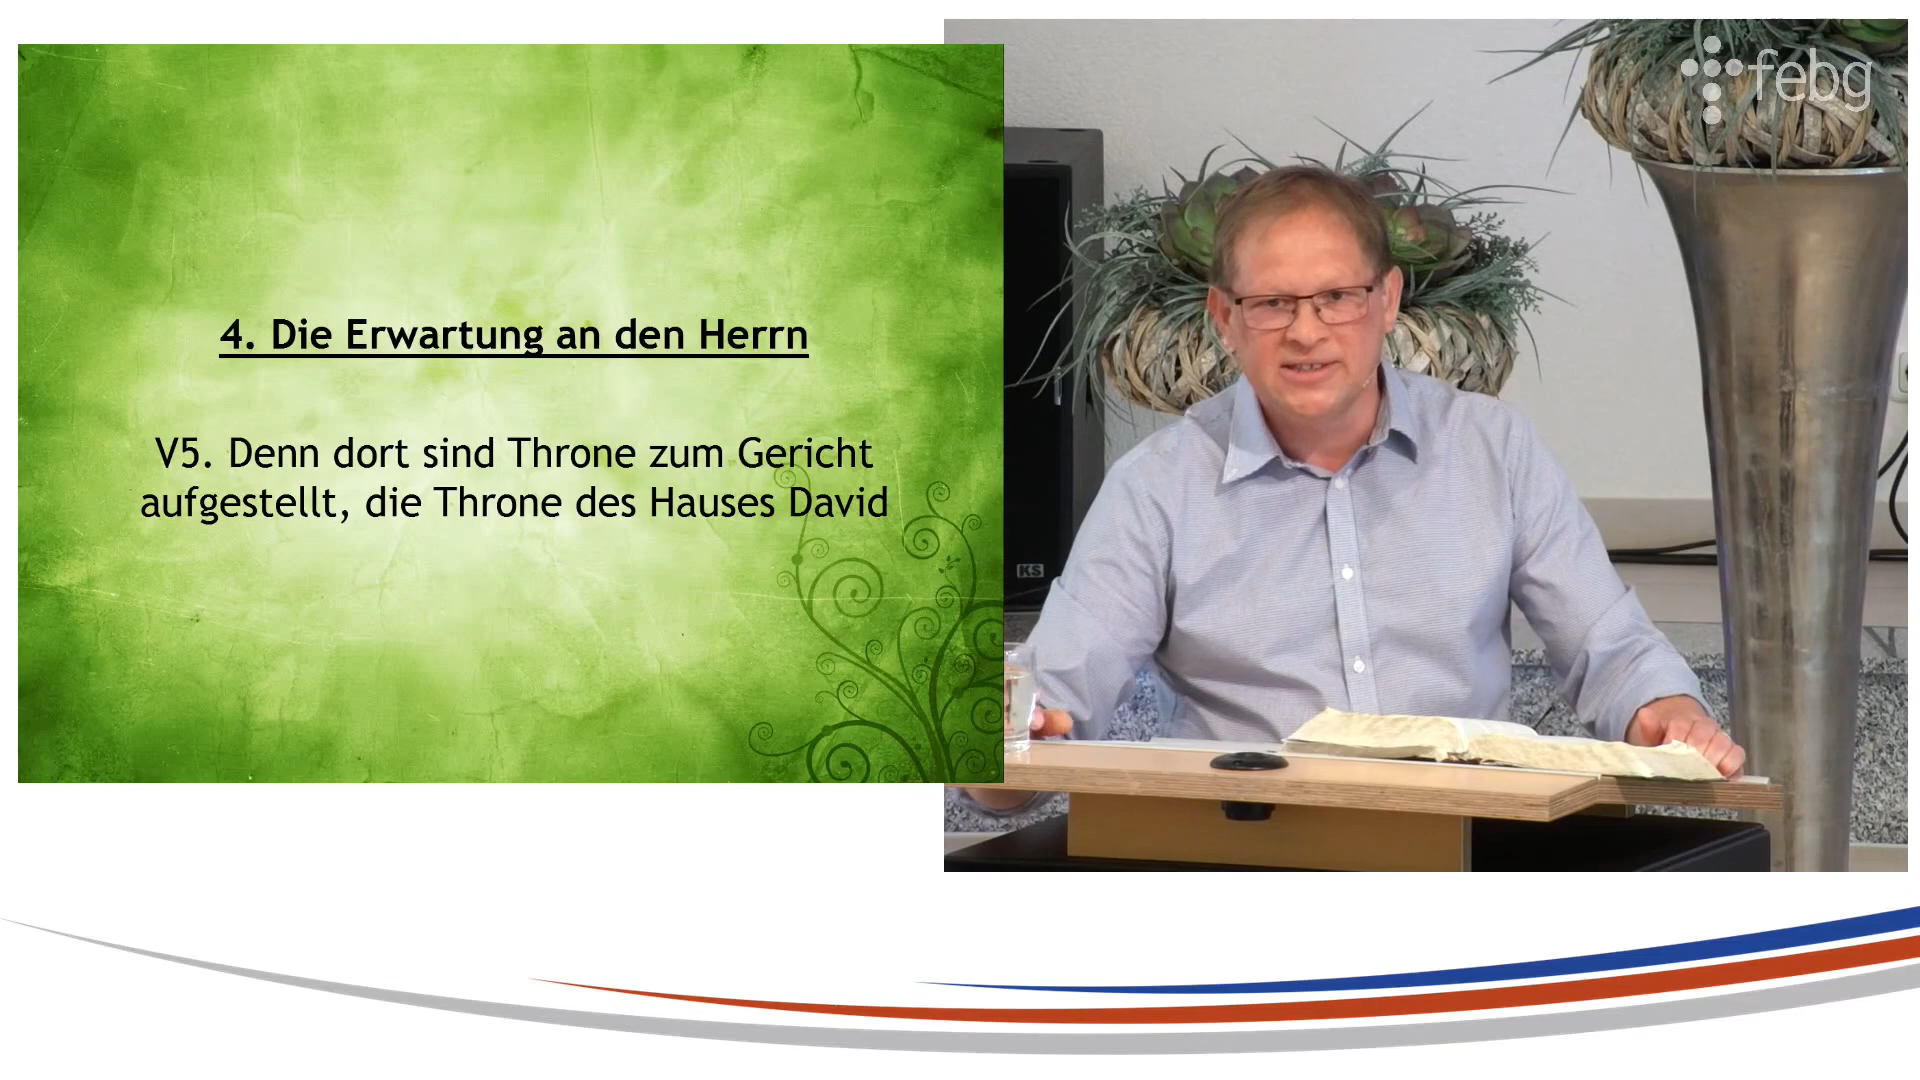 4. Die Erwartung an den Herrn
V5. Denn dort sind Throne zum Gericht
aufgestellt, die Throne des Hauses David
febg
KS